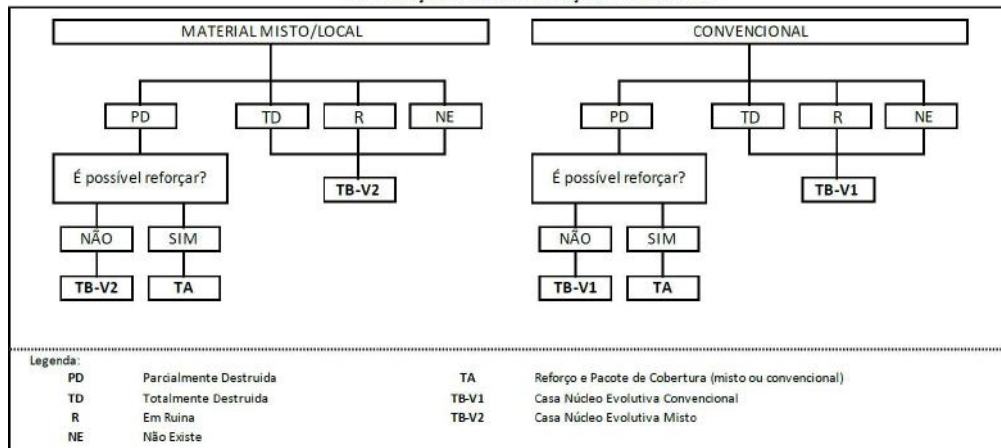 MATERIAL MISTO/LOCAL
PD
TD
R
NE
É possível reforçar?
TB-V2
NÃO
SIM
TB-V2
TA
CONVENCIONAL
PD
TD
R
NE
É possível reforçar?
TB-V1
NÃO
SIM
TB-V1
TA
Legenda:
PD Parcialmente Destruida
TD Totalmente Destruida
R Em Ruina
NE Não Existe
TA Reforço e Pacote de Cobertura (misto ou convencional)
TB-V1 Casa Núcleo Evolutiva Convencional
TB-V2 Casa Núcleo Evolutiva Misto